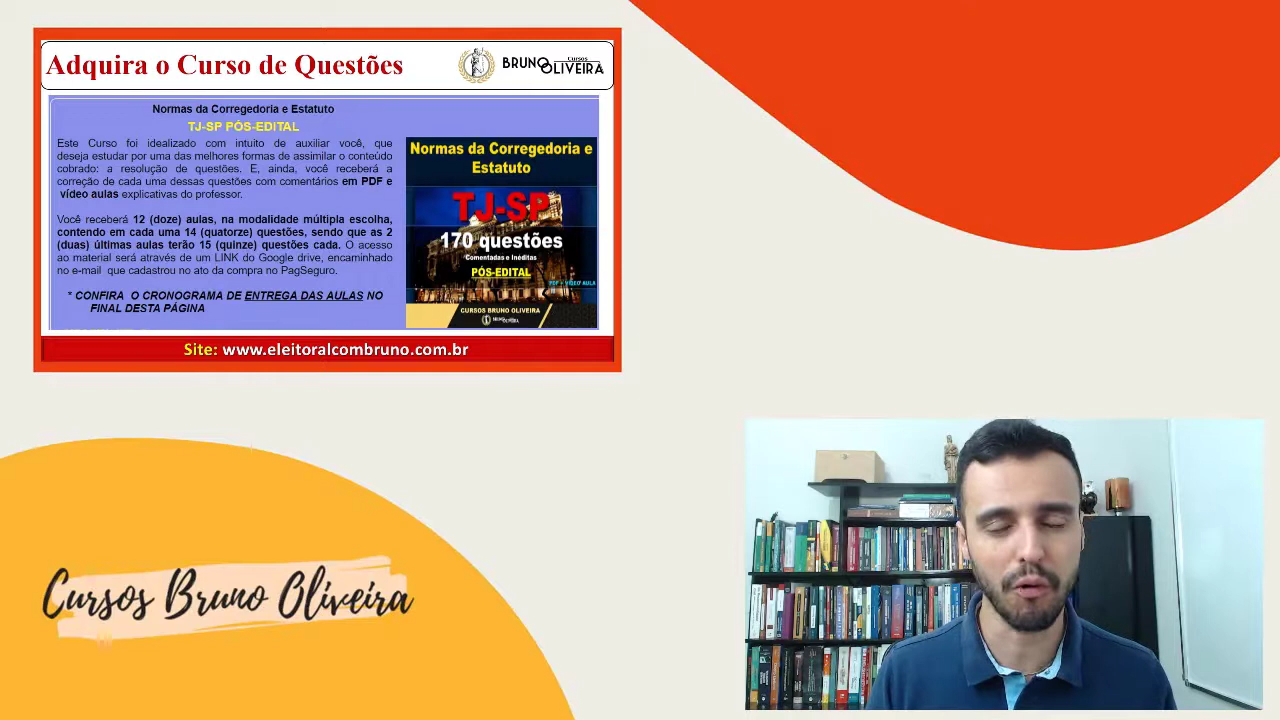 Adquira o Curso de Questões
Cursos
BRUNO OLIVEIRA
Normas da Corregedoria e Estatuto
TJ-SP PÓS-EDITAL
Este Curso foi idealizado com intuito de auxiliar você, que
deseja estudar por uma das melhores formas de assimilar o conteúdo
cobrado: a resolução de questões. E, ainda, você receberá a
correção de cada uma dessas questões com comentários em PDF e
vídeo aulas explicativas do professor.
Você receberá 12 (doze) aulas, na modalidade múltipla escolha,
contendo em cada uma 14 (quatorze) questões, sendo que as 2
(duas) últimas aulas terão 15 (quinze) questões cada. O acesso
ao material será através de um LINK do Google drive, encaminhado
no e-mail que cadastrou no ato da compra no PagSeguro.
* CONFIRA O CRONOGRAMA DE ENTREGA DAS AULAS NO
FINAL DESTA PÁGINA
Normas da Corregedoria e
Estatuto
TJ-SP
170 questões
Comentadas e Inéditas
PÓS-EDITAL
PDF + VÍDEO AULA
CURSOS BRUNO OLIVEIRA
Site: www.eleitoralcombruno.com.br
Cursos Bruno Oliveira